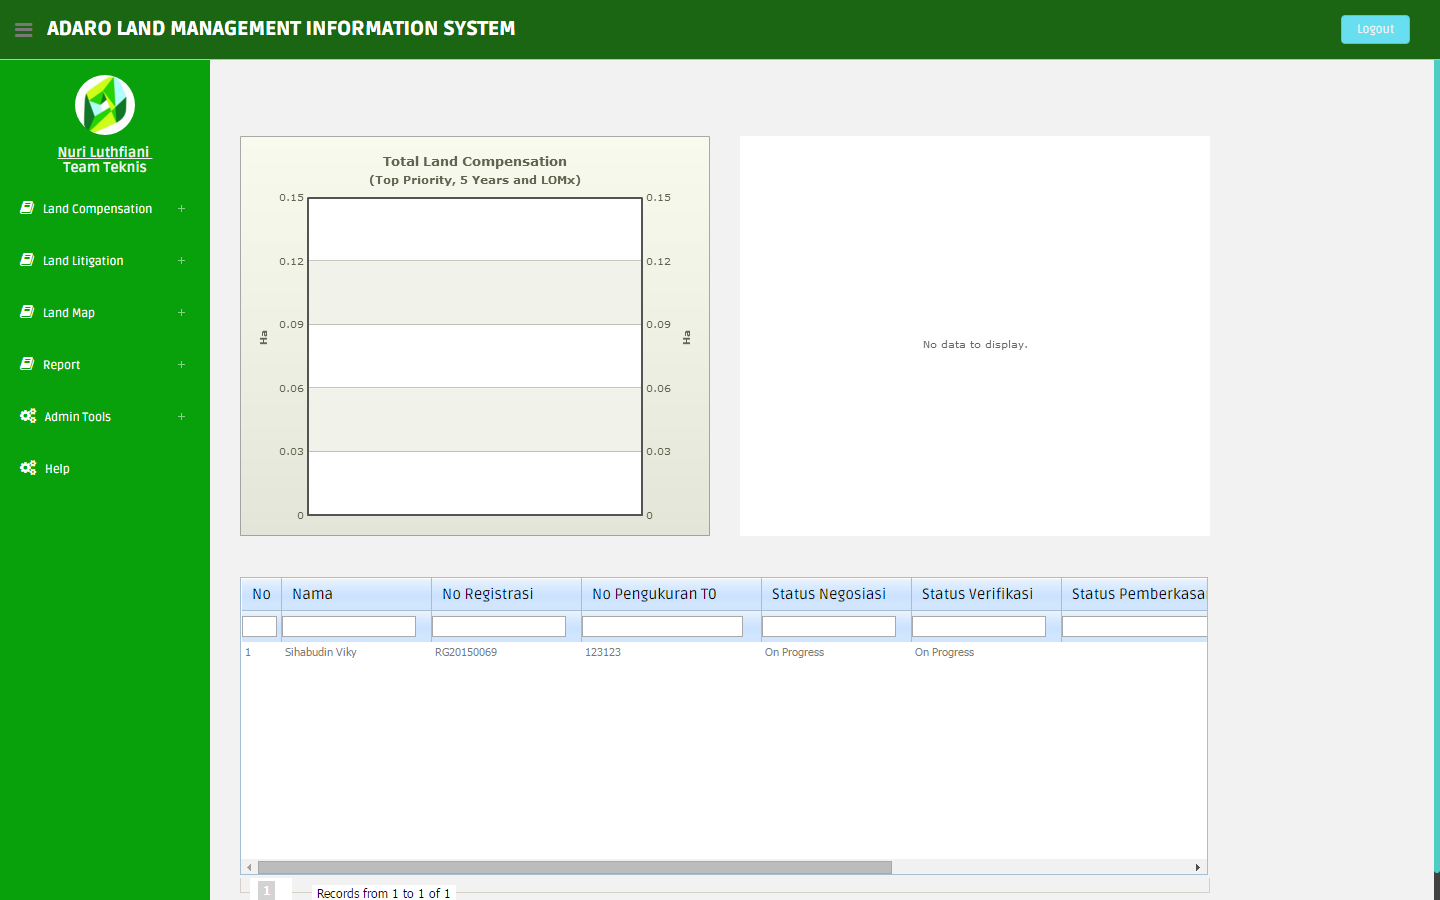 ADARO LAND MANAGEMENT INFORMATION SYSTEM
Logout
Nuri Luthfiani
Team Teknis
Land Compensation +
Land Litigation +
Land Map +
Report +
Admin Tools +
Help
Total Land Compensation
(Top Priority, 5 Years and LOMx)
0.15 0.15
0.12 0.12
0.09 0.09
Ha Ha
0.06 0.06
0.03 0.03
0 0
No data to display.
No Nama No Registrasi No Pengukuran T0 Status Negosiasi Status Verifikasi Status Pemberkasa
1 Sihabudin Viky RG20150069 123123 On Progress On Progress
1 Records from 1 to 1 of 1